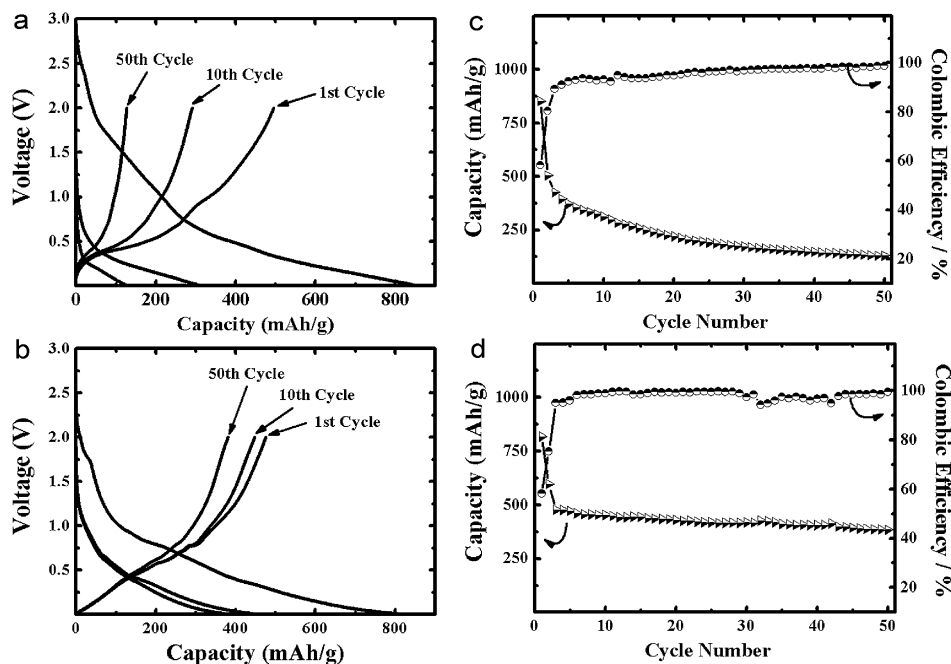 a
3.0
2.5
2.0
1.5
1.0
0.5
Voltage (V)
50th Cycle
10th Cycle
1st Cycle
0 200 400 600 800
Capacity (mAh/g)
b
3.0
2.5
2.0
1.5
1.0
0.5
Voltage (V)
50th Cycle
10th Cycle
1st Cycle
0 200 400 600 800
Capacity (mAh/g)
c
1000
750
500
250
Capacity (mAh/g)
100
80
60
40
20
Colombic Efficiency / %
0 10 20 30 40 50
Cycle Number
d
1000
750
500
250
Capacity (mAh/g)
100
80
60
40
20
Colombic Efficiency / %
0 10 20 30 40 50
Cycle Number